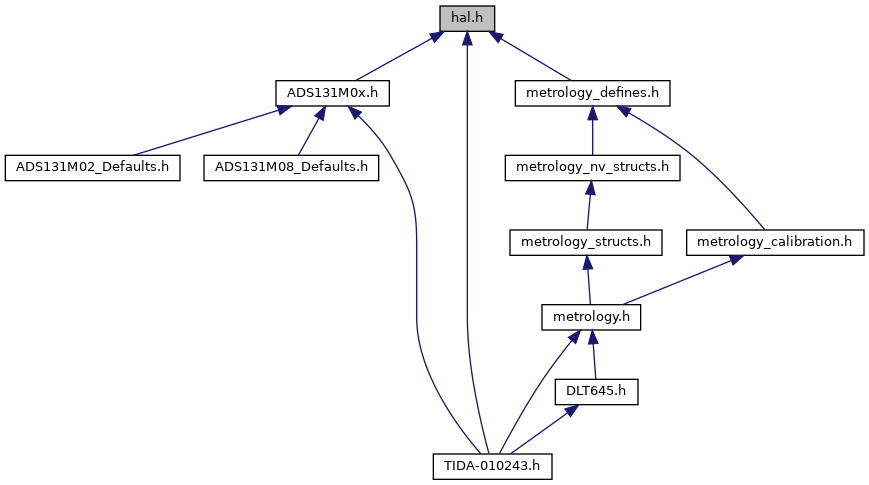 hal.h
ADS131M0x.h
metrology_defines.h
ADS131M02_Defaults.h
ADS131M08_Defaults.h
metrology_nv_structs.h
metrology_structs.h
metrology_calibration.h
metrology.h
DLT645.h
TIDA-010243.h